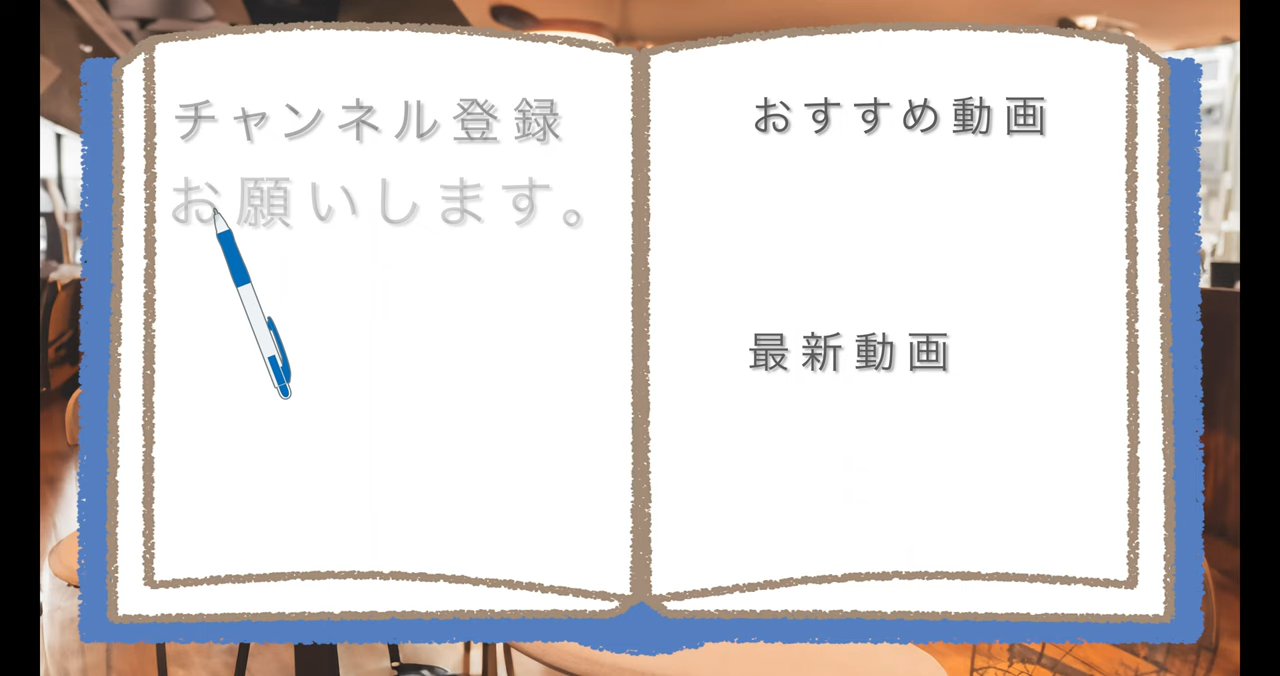 チャンネル登録
お願いします。
おすすめ動画
最新動画